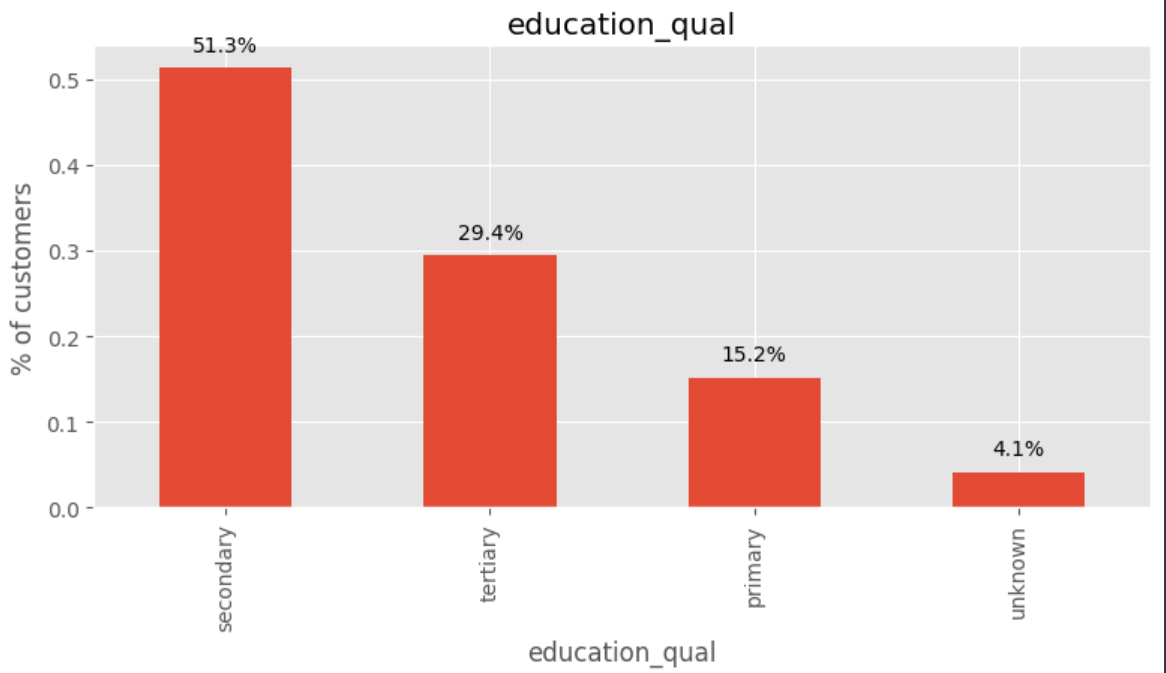 education_qual
51.3%
29.4%
15.2%
4.1%
% of customers
0.5
0.4
0.3
0.2
0.1
0.0
secondary
tertiary
primary
unknown
education_qual